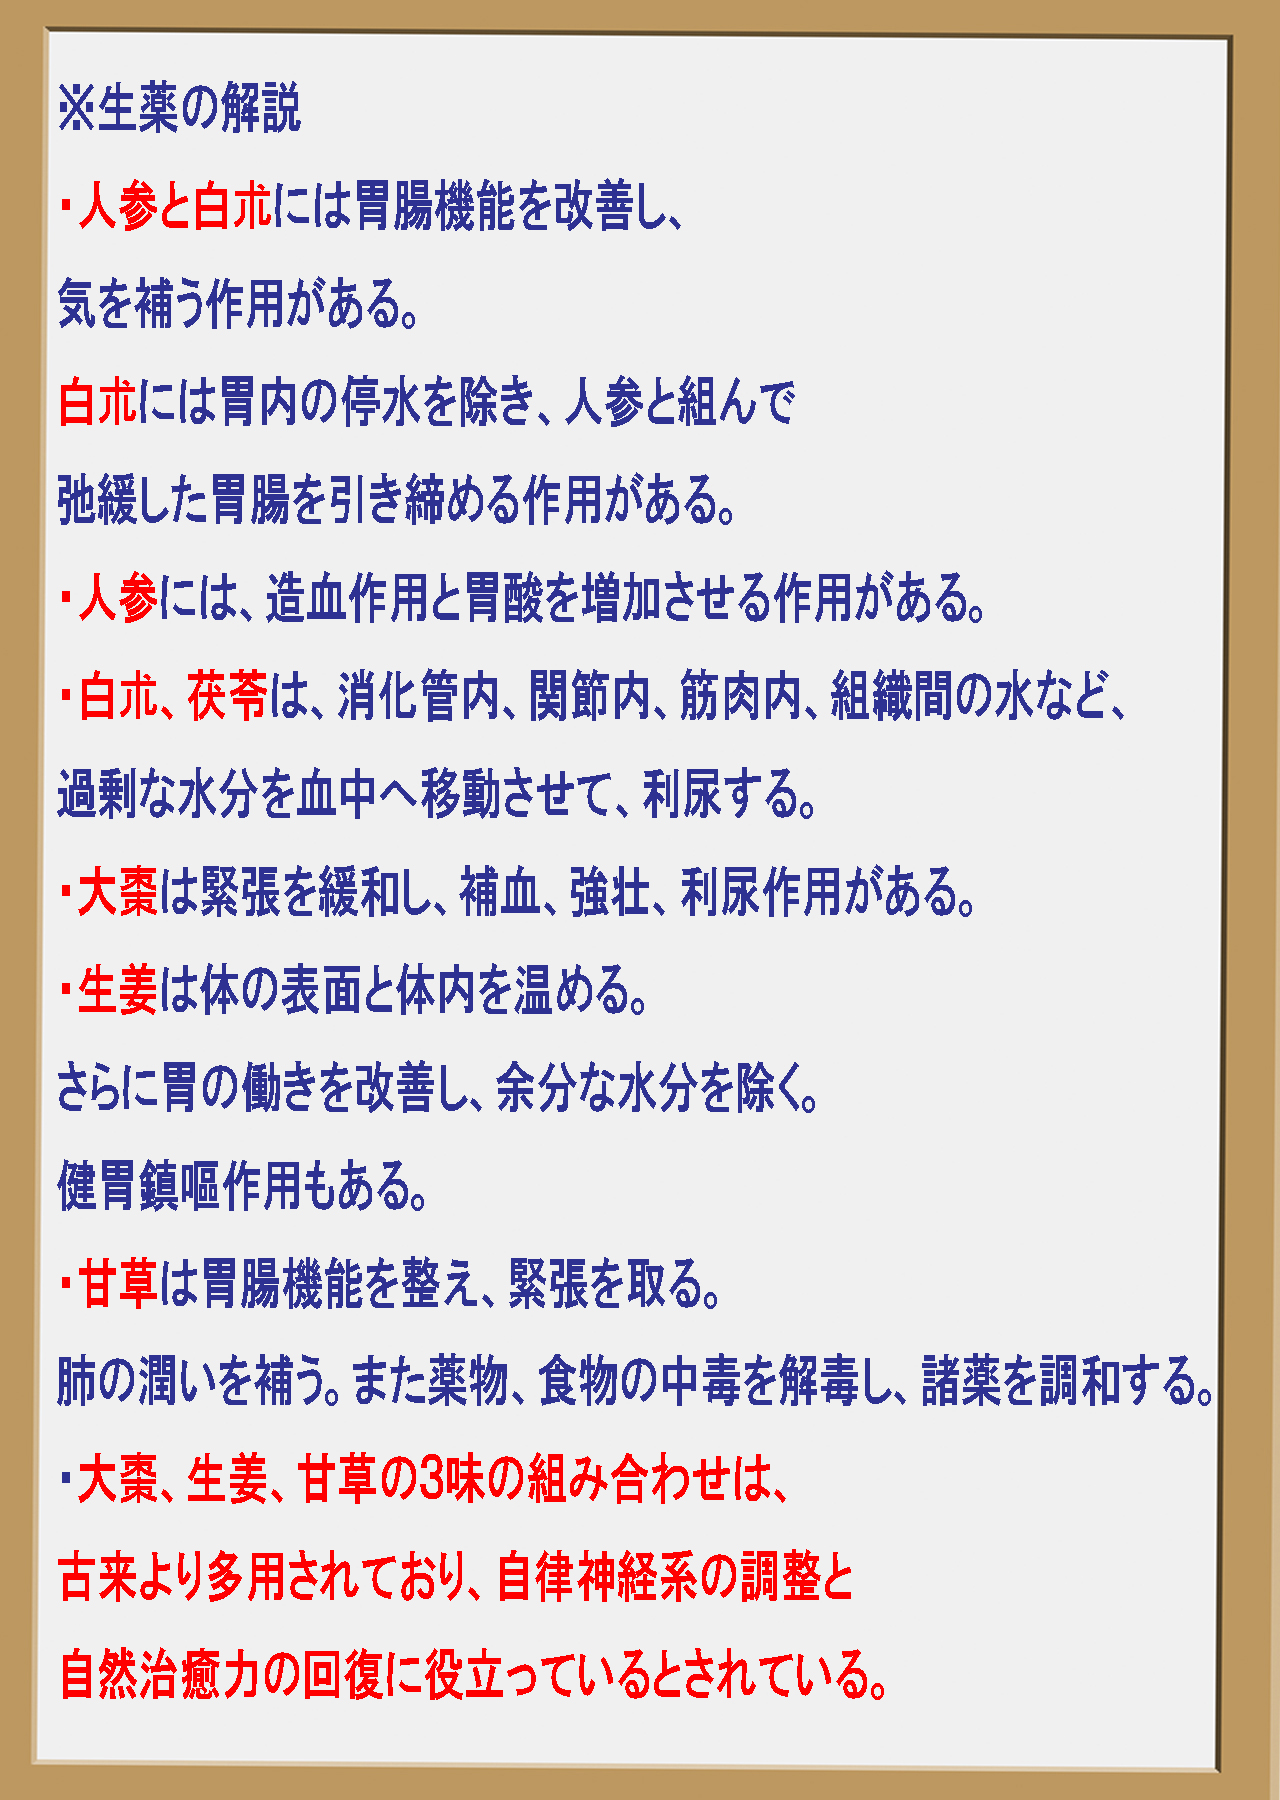 ※生薬の解説
・人参と白朮には胃腸機能を改善し、
気を補う作用がある。
白朮には胃内の停水を除き、人参と組んで
弛緩した胃腸を引き締める作用がある。
・人参には、造血作用と胃酸を増加させる作用がある。
・白朮、茯苓は、消化管内、関節内、筋肉内、組織間の水など、
過剰な水分を血中へ移動させて、利尿する。
・大棗は緊張を緩和し、補血、強壮、利尿作用がある。
・生姜は体の表面と体内を温める。
さらに胃の働きを改善し、余分な水分を除く。
健胃鎮嘔作用もある。
・甘草は胃腸機能を整え、緊張を取る。
肺の潤いを補う。また薬物、食物の中毒を解毒し、諸薬を調和する。
・大棗、生姜、甘草の3味の組み合わせは、
古来より多用されており、自律神経系の調整と
自然治癒力の回復に役立っているとされている。